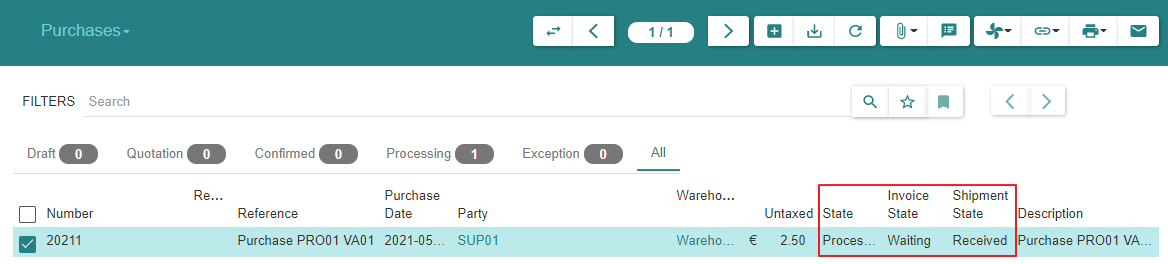 Purchases
1 / 1
FILTERS Search
Draft 0 Quotation 0 Confirmed 0 Processing 1 Exception 0 All
Number Re... Reference Purchase Date Party Wareho... Untaxed State Invoice State Shipment State Description
20211 Purchase PRO01 VA01 2021-05... SUP01 Wareho... € 2.50 Proces... Waiting Received Purchase PRO01 VA...